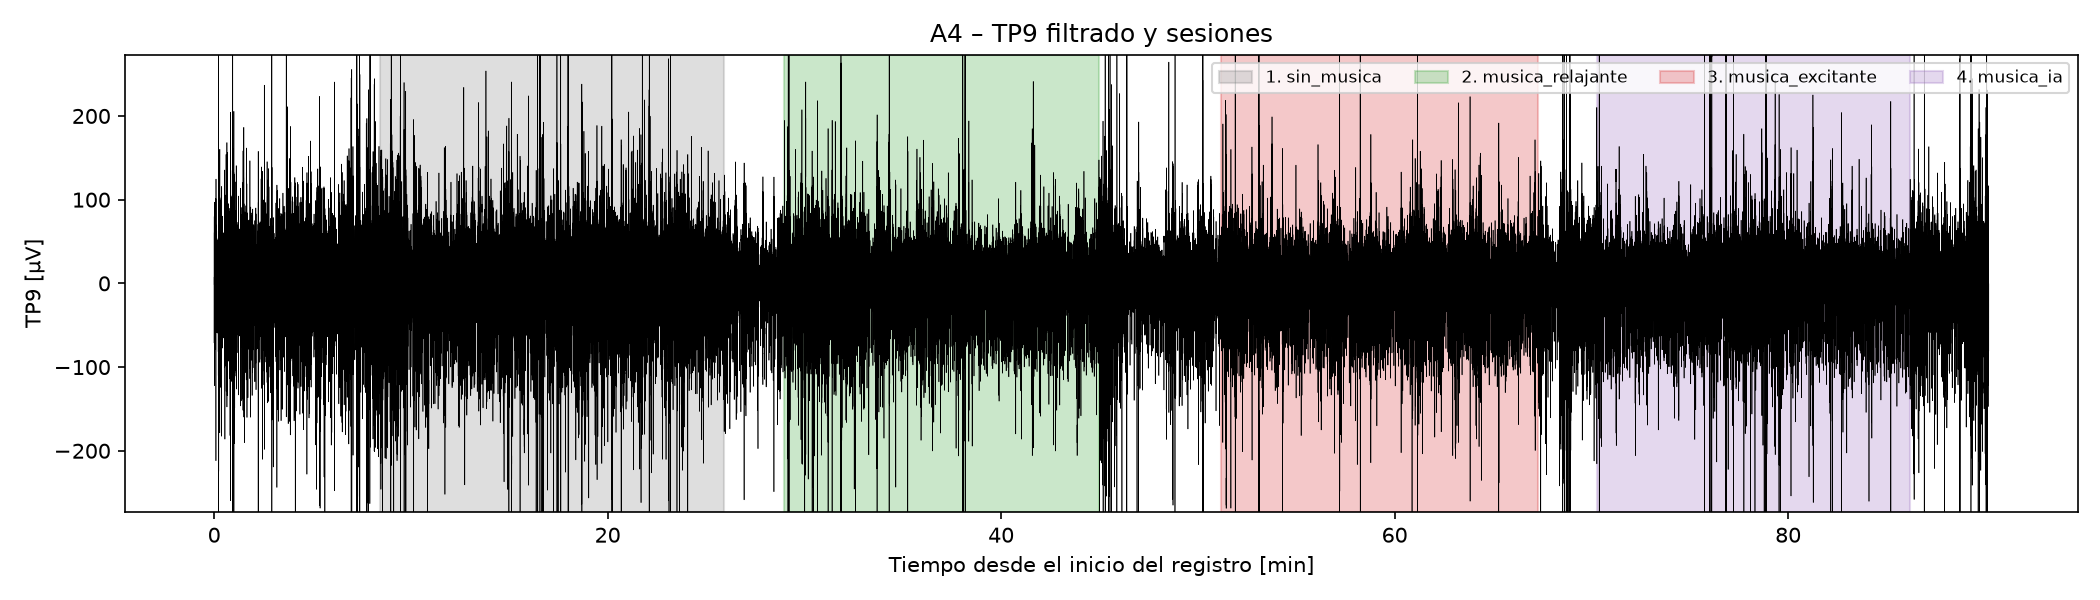 A4 – TP9 filtrado y sesiones
1. sin_musica 2. musica_relajante 3. musica_excitante 4. musica_ia
TP9 [µV]
200
100
0
−100
−200
0 20 40 60 80
Tiempo desde el inicio del registro [min]